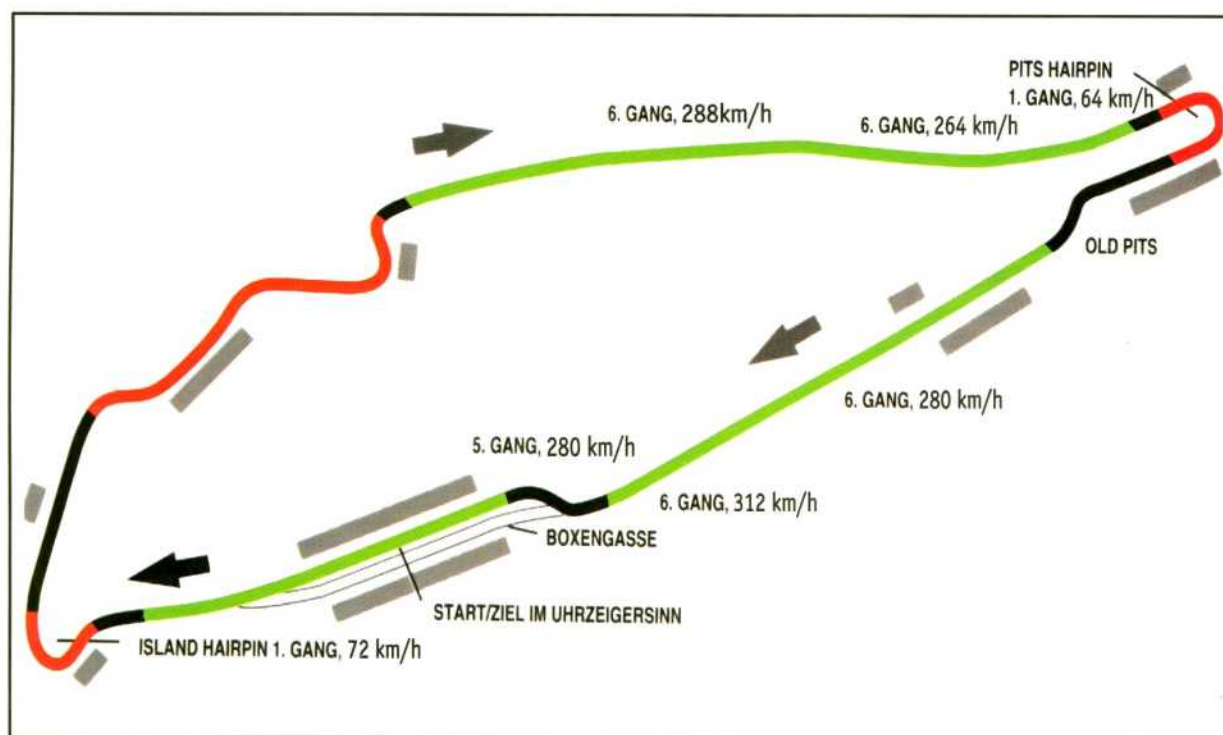 PITS HAIRPIN
1. GANG, 64 km/h
6. GANG, 288km/h
6. GANG, 264 km/h
OLD PITS
6. GANG, 280 km/h
5. GANG, 280 km/h
6. GANG, 312 km/h
BOXENGASSE
START/ZIEL IM UHRZEIGERSINN
ISLAND HAIRPIN 1. GANG, 72 km/h